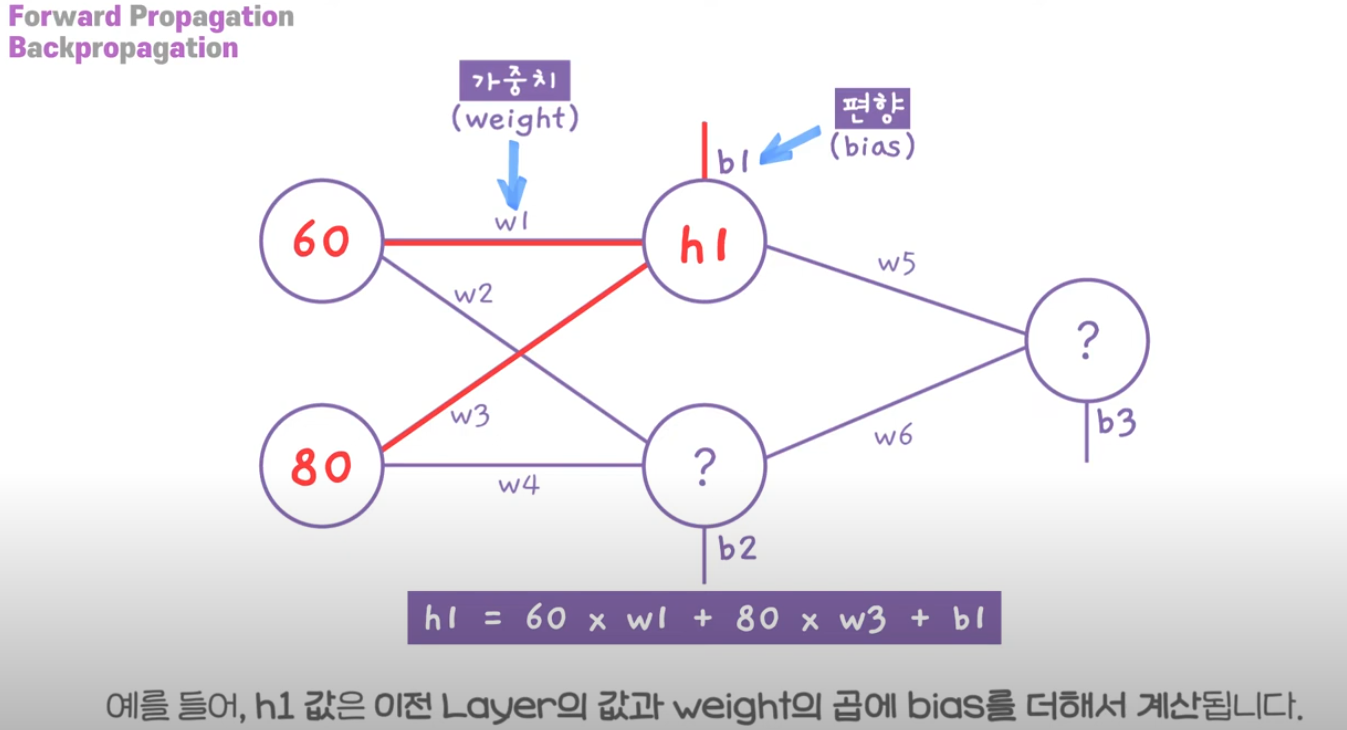 Forward Propagation
Backpropagation
가중치
(weight)
편향
(bias)
b1
60
w1
h1
w2
w5
?
w3
b3
80
w4
?
w6
b2
h1 = 60 x w1 + 80 x w3 + b1
예를 들어, h1 값은 이전 Layer의 값과 weight의 곱에 bias를 더해서 계산됩니다.